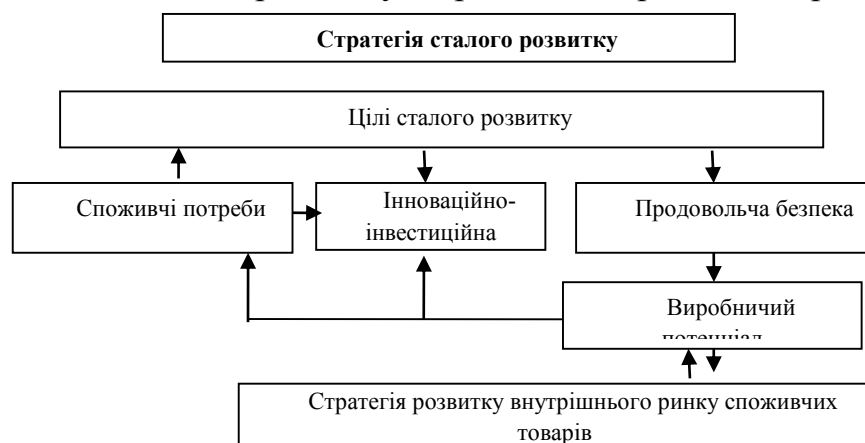 Стратегія сталого розвитку
Цілі сталого розвитку
Споживчі потреби
Інноваційно-
інвестиційна
Продовольча безпека
Виробничий
потенціал
Стратегія розвитку внутрішнього ринку споживчих
товарів